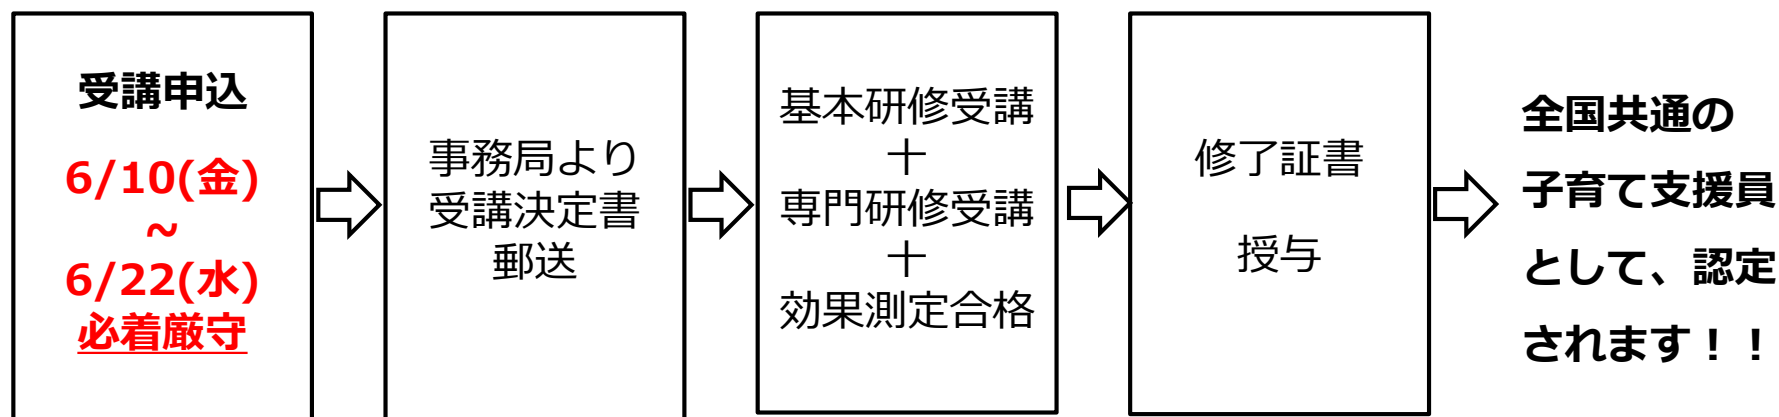 受講申込
6/10(金)
~
6/22(水)
必着厳守
事務局より
受講決定書
郵送
基本研修受講
＋
専門研修受講
＋
効果測定合格
修了証書
授与
全国共通の
子育て支援員
として、認定
されます！！